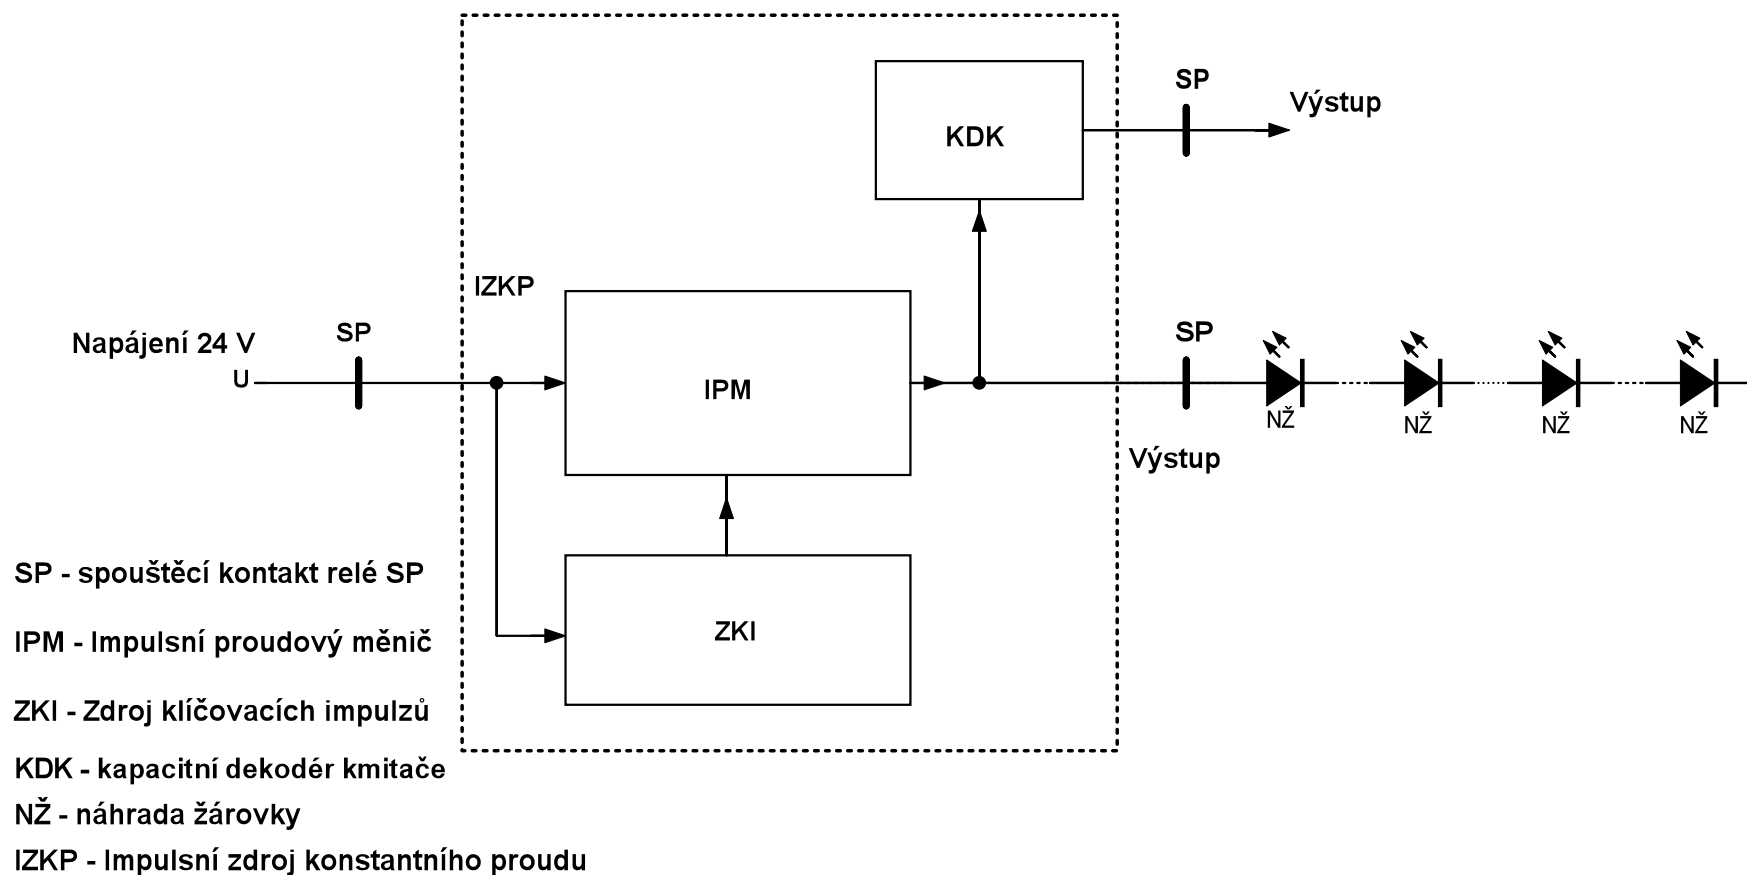 SP
Výstup
KDK
IZKP
Napájení 24 V
U
SP
IPM
SP
NŽ
NŽ
NŽ
NŽ
Výstup
ZKI
SP - spouštěcí kontakt relé SP
IPM - Impulsní proudový měnič
ZKI - Zdroj klíčovacích impulzů
KDK - kapacitní dekodér kmitače
NŽ - náhrada žárovky
IZKP - Impulsní zdroj konstantního proudu